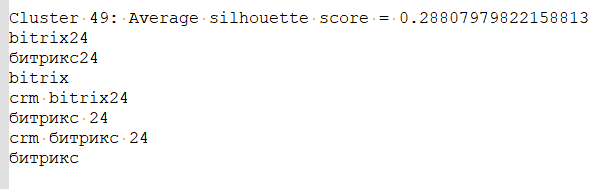 Cluster 49: Average silhouette score = 0.28807979822158813
bitrix24
битрикс24
bitrix
crm bitrix24
битрикс 24
crm битрикс 24
битрикс